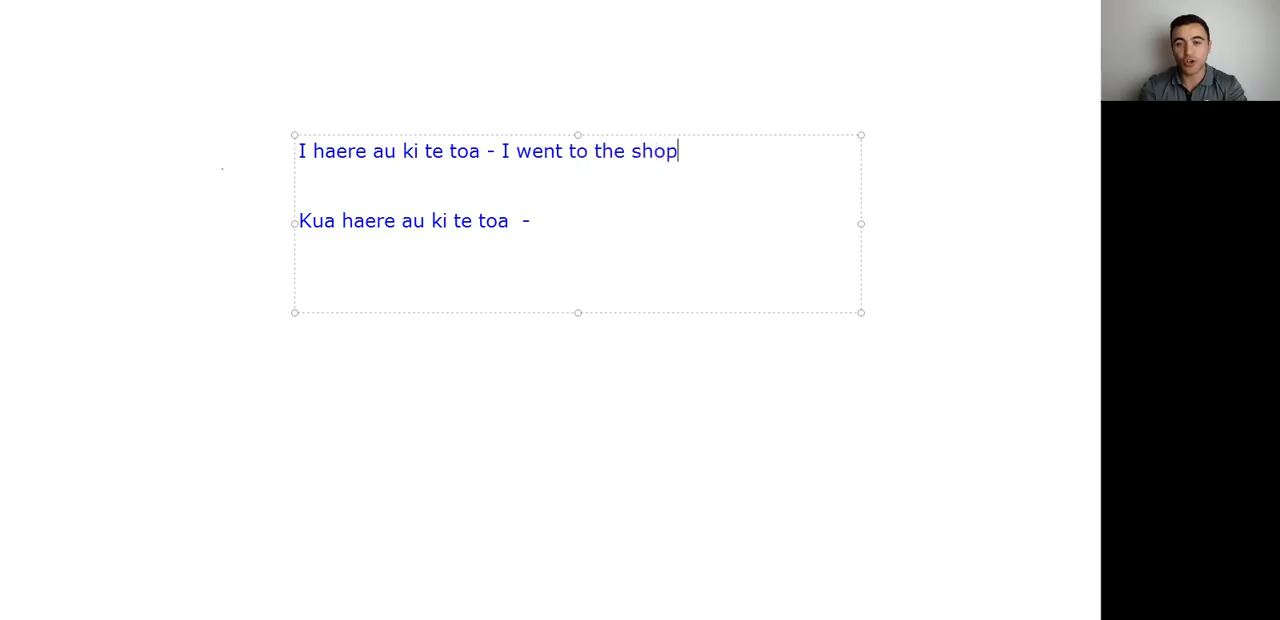 I haere au ki te toa - I went to the shop
Kua haere au ki te toa  -